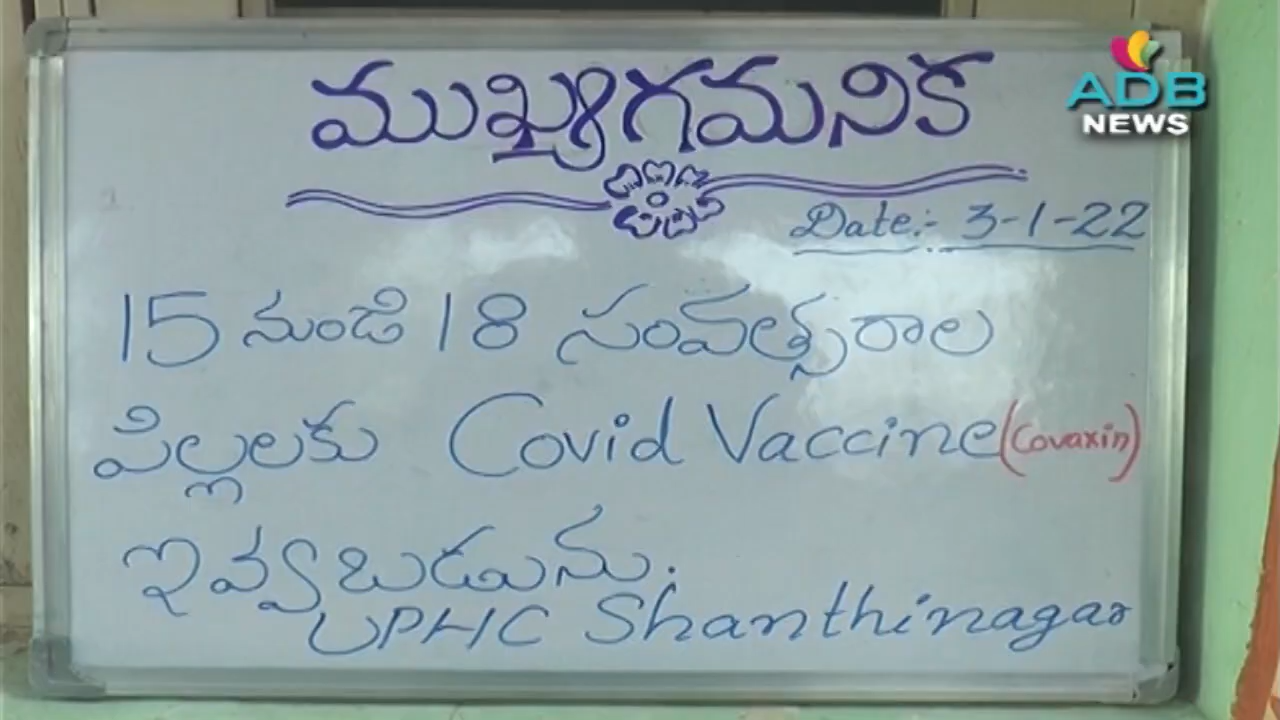 ముఖ్యగమనిక
ADB
NEWS
Date:- 3-1-22
15 నుండి 18 సంవత్సరాల
పిల్లలకు Covid Vaccine (Covaxin)
ఇవ్వబడును.
UPHC Shanthinagar